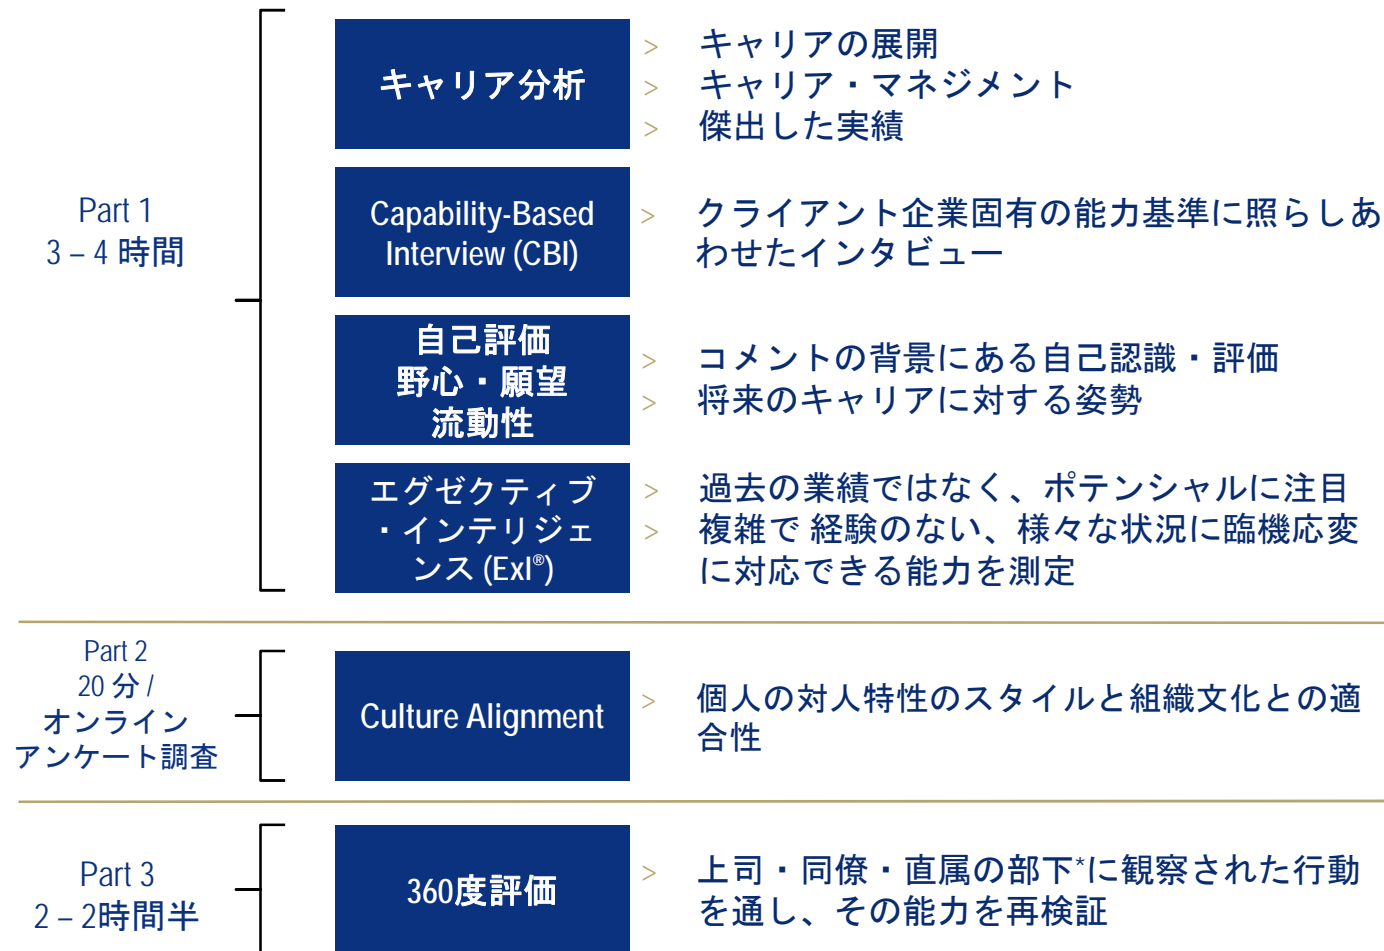 Part 1
3 – 4 時間
キャリア分析
> キャリアの展開
> キャリア・マネジメント
> 傑出した実績
Capability-Based
Interview (CBI)
> クライアント企業固有の能力基準に照らしあ
わせたインタビュー
自己評価
野心・願望
流動性
> コメントの背景にある自己認識・評価
> 将来のキャリアに対する姿勢
エグゼクティブ
・インテリジェ
ンス (ExI®)
> 過去の業績ではなく、ポテンシャルに注目
> 複雑で 経験のない、様々な状況に臨機応変
に対応できる能力を測定
Part 2
20 分 /
オンライン
アンケート調査
Culture Alignment
> 個人の対人特性のスタイルと組織文化との適
合性
Part 3
2 – 2時間半
360度評価
> 上司・同僚・直属の部下*に観察された行動
を通し、その能力を再検証